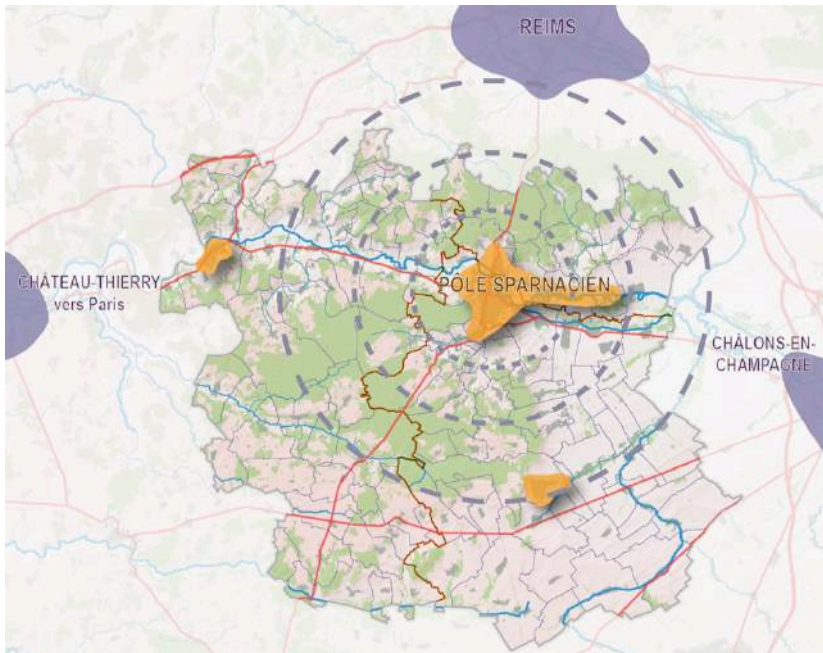 REIMS
CHÂTEAU-THIERRY
vers Paris
PÔLE SPARNACIEN
CHÂLONS-EN-
CHAMPAGNE